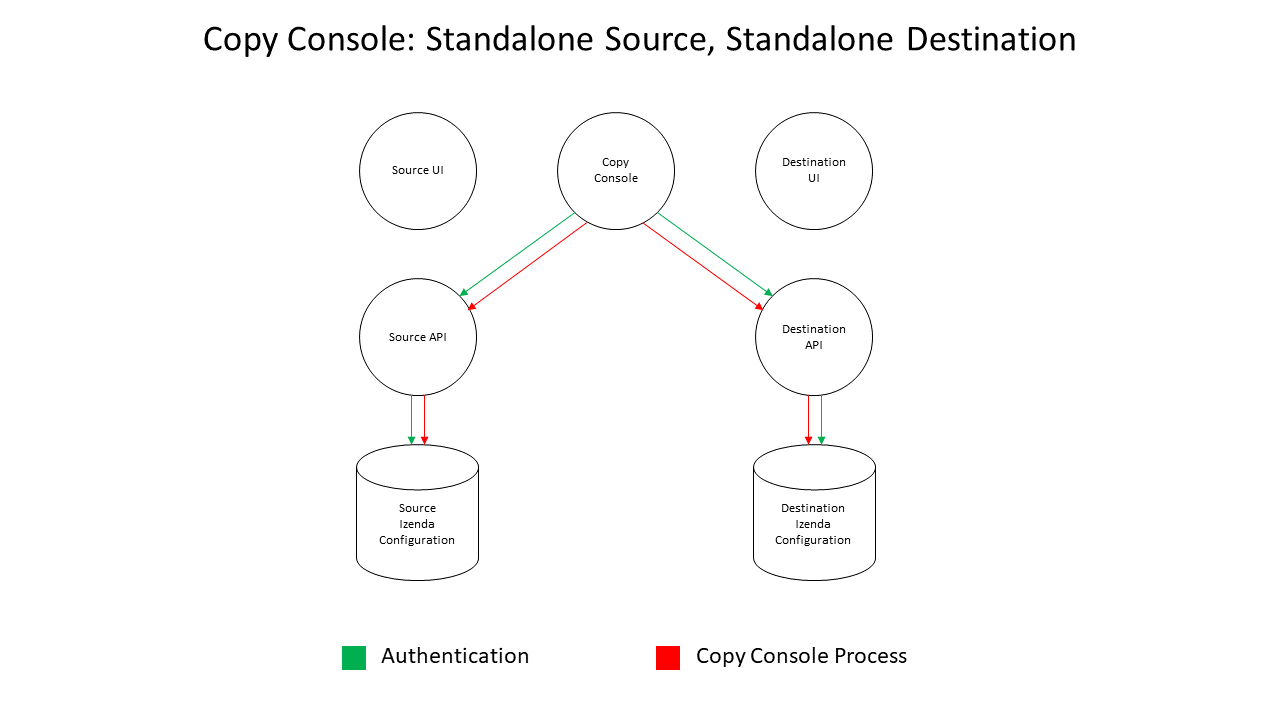 Copy Console: Standalone Source, Standalone Destination
Source UI
Copy
Console
Destination
UI
Source API
Destination
API
Source
Izenda
Configuration
Destination
Izenda
Configuration
Authentication
Copy Console Process